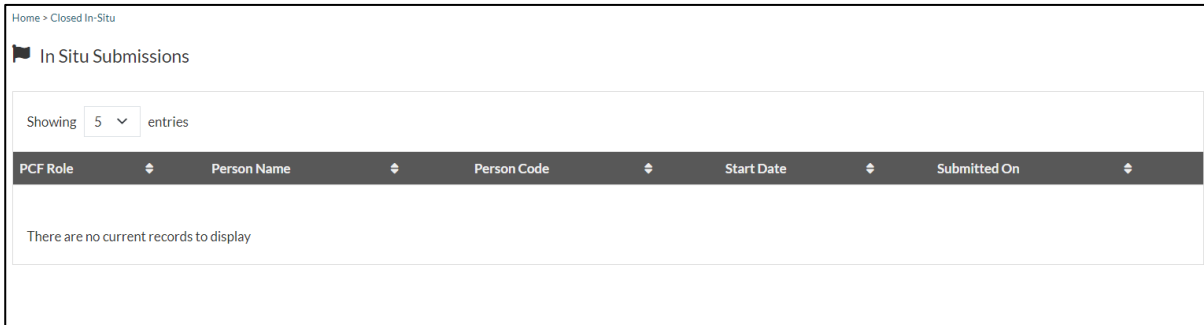 Home > Closed In-Situ
In Situ Submissions
Showing 5 entries
PCF Role Person Name Person Code Start Date Submitted On
There are no current records to display